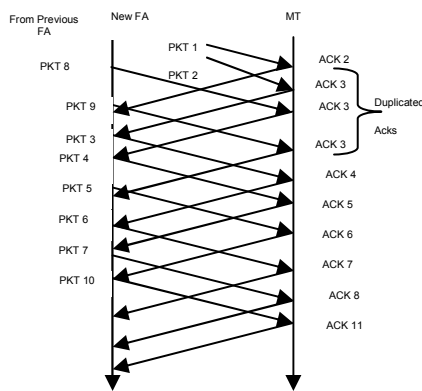 From Previous
FA
New FA
MT
PKT 1
PKT 8
PKT 2
PKT 9
PKT 3
PKT 4
PKT 5
PKT 6
PKT 7
PKT 10
ACK 2
ACK 3
ACK 3
Duplicated
Acks
ACK 3
ACK 4
ACK 5
ACK 6
ACK 7
ACK 8
ACK 11